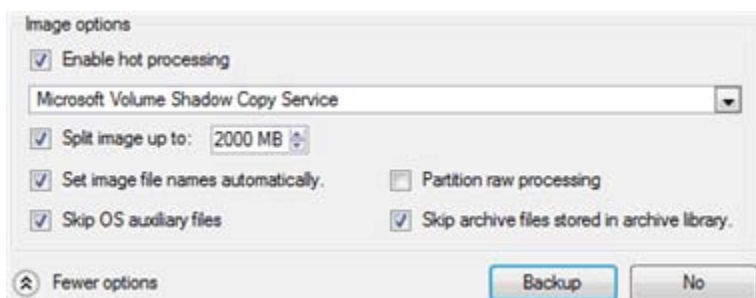 Image options
Enable hot processing
Microsoft Volume Shadow Copy Service
Split image up to: 2000 MB
Set image file names automatically. Partition raw processing
Skip OS auxiliary files Skip archive files stored in archive library.
Fewer options Backup No